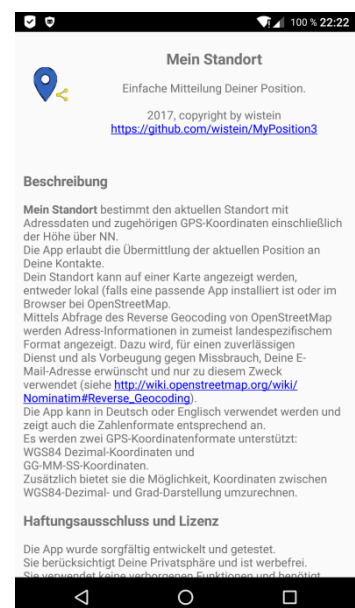 100 % 22:22
Mein Standort
Einfache Mitteilung Deiner Position.
2017, copyright by wistein
https://github.com/wistein/MyPosition3
Beschreibung
Mein Standort bestimmt den aktuellen Standort mit
Adressdaten und zugehörigen GPS-Koordinaten einschließlich
der Höhe über NN.
Die App erlaubt die Übermittlung der aktuellen Position an
Deine Kontakte.
Dein Standort kann auf einer Karte angezeigt werden,
entweder lokal (falls eine passende App installiert ist oder im
Browser bei OpenStreetMap.
Mittels Abfrage des Reverse Geocoding von OpenStreetMap
werden Adress-Informationen in zumeist landespezifischem
Format angezeigt. Dazu wird, für einen zuverlässigen
Dienst und als Vorbeugung gegen Missbrauch, Deine E-
Mail-Adresse erwünscht und nur zu diesem Zweck
verwendet (siehe http://wiki.openstreetmap.org/wiki/
Nominatim#Reverse_Geocoding).
Die App kann in Deutsch oder Englisch verwendet werden und
zeigt auch die Zahlenformate entsprechend an.
Es werden zwei GPS-Koordinatenformate unterstützt:
WGS84 Dezimal-Koordinaten und
GG-MM-SS-Koordinaten.
Zusätzlich bietet sie die Möglichkeit, Koordinaten zwischen
WGS84-Dezimal- und Grad-Darstellung umzurechnen.
Haftungsausschluss und Lizenz
Die App wurde sorgfältig entwickelt und getestet.
Sie berücksichtigt Deine Privatsphäre und ist werbefrei.
Sie verwendet keine verborgenen Funktionen und benötigt